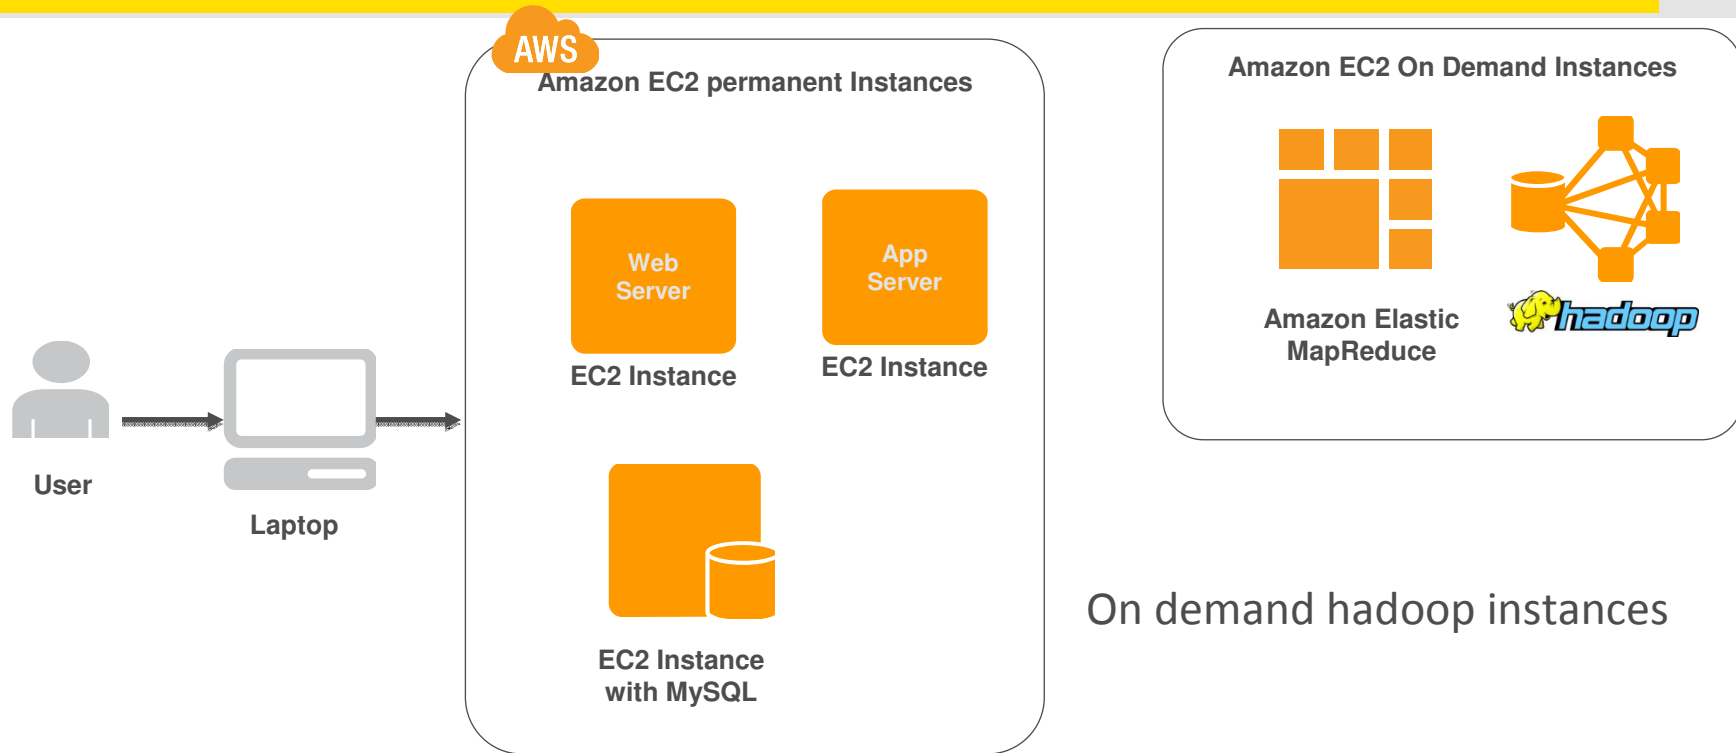 AWS
Amazon EC2 permanent Instances
Web
Server
EC2 Instance
App
Server
EC2 Instance
EC2 Instance
with MySQL
User
Laptop
Amazon EC2 On Demand Instances
Amazon Elastic
MapReduce
hadoop
On demand hadoop instances